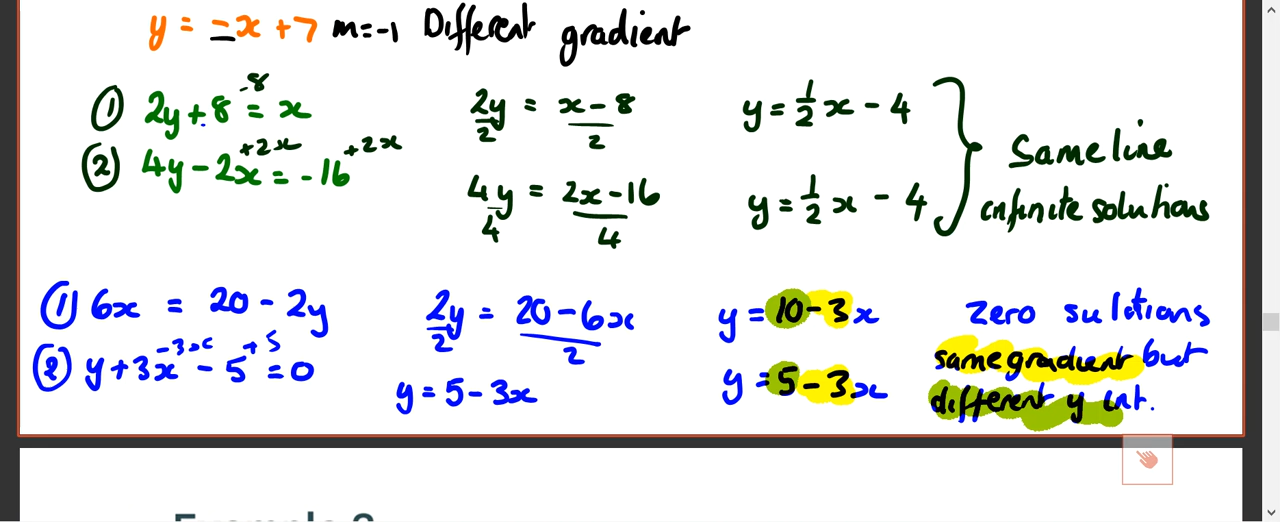 y = -x + 7 m = -1 Different gradient
① 2y + 8 = x -8
2y/2 = x - 8/2
y = 1/2 x - 4
② 4y - 2x = -16 +2x +2x
4y/4 = 2x - 16/4
y = 1/2 x - 4
Same line
infinite solutions
① 6x = 20 - 2y
2y/2 = 20 - 6x/2
y = 10 - 3x
② y + 3x - 5 = 0 -3x +5
y = 5 - 3x
y = 5 - 3x
Zero sulutions
same gradient but
different y int.